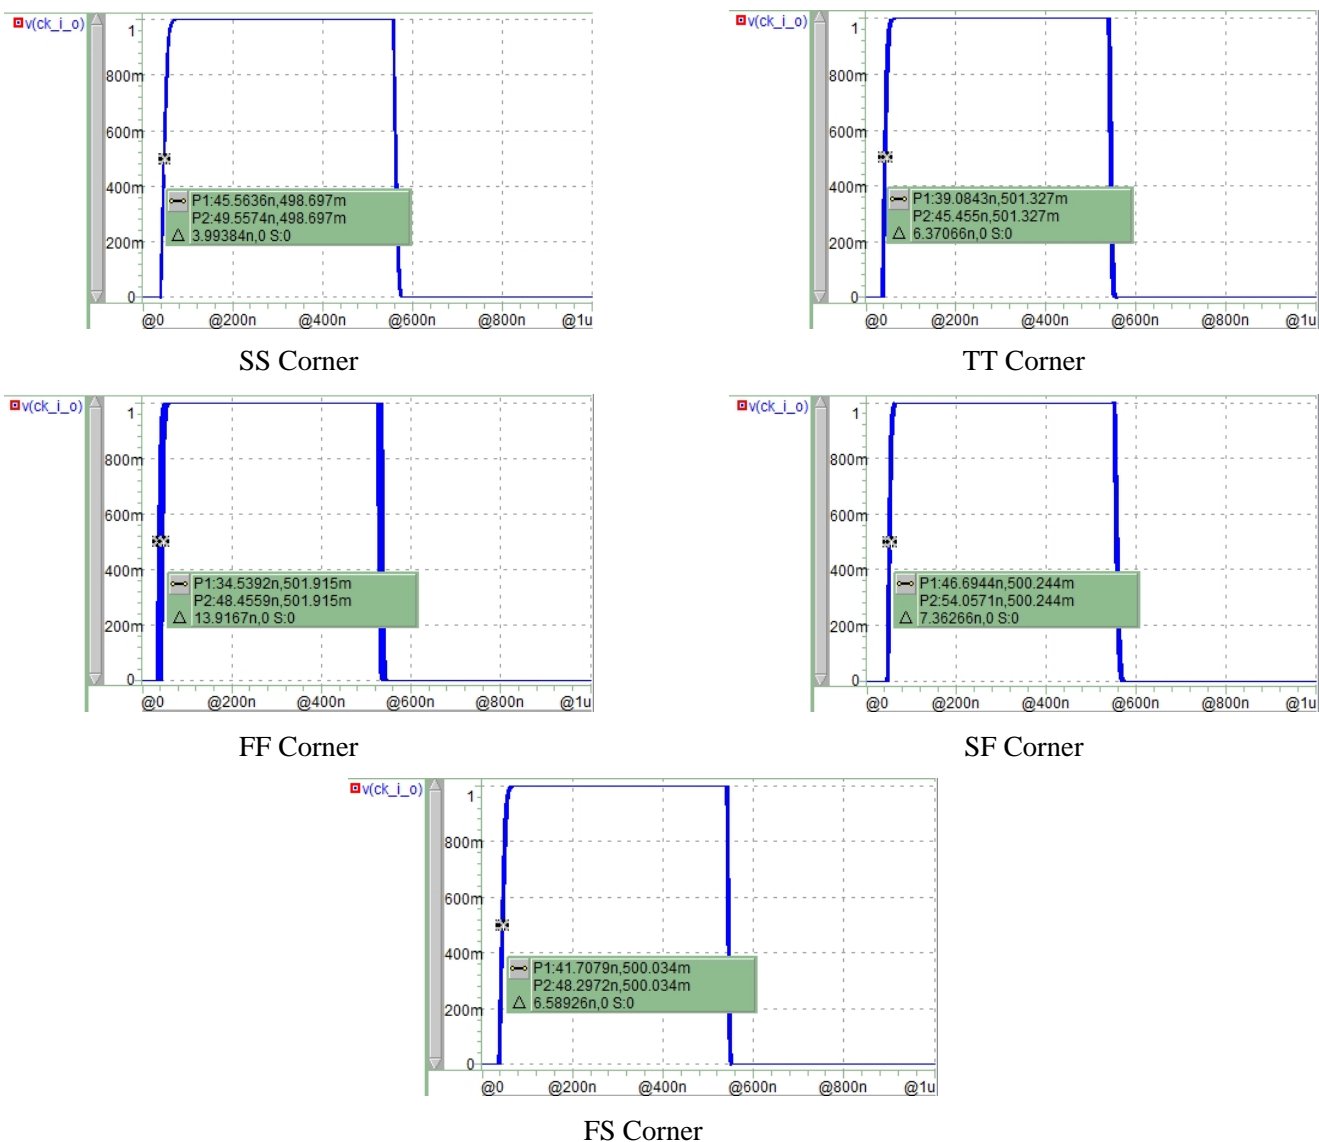 v(ck_i_o)
1
800m
600m
400m
200m
0
P1:45.5636n,498.697m
P2:49.5574n,498.697m
△ 3.99384n,0 S:0
@0 @200n @400n @600n @800n @1u
SS Corner
v(ck_i_o)
1
800m
600m
400m
200m
0
P1:39.0843n,501.327m
P2:45.455n,501.327m
△ 6.37066n,0 S:0
@0 @200n @400n @600n @800n @1u
TT Corner
v(ck_i_o)
1
800m
600m
400m
200m
0
P1:34.5392n,501.915m
P2:48.4559n,501.915m
△ 13.9167n,0 S:0
@0 @200n @400n @600n @800n @1u
FF Corner
v(ck_i_o)
1
800m
600m
400m
200m
0
P1:46.6944n,500.244m
P2:54.0571n,500.244m
△ 7.36266n,0 S:0
@0 @200n @400n @600n @800n @1u
SF Corner
v(ck_i_o)
1
800m
600m
400m
200m
0
P1:41.7079n,500.034m
P2:48.2972n,500.034m
△ 6.58926n,0 S:0
@0 @200n @400n @600n @800n @1u
FS Corner